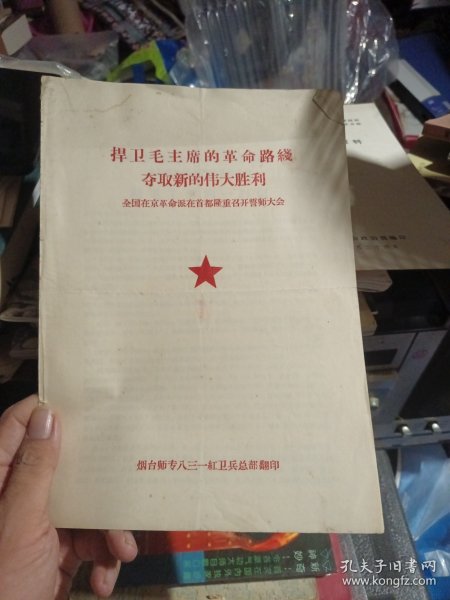 捍卫毛主席的革命路綫
夺取新的伟大胜利
全国在京革命派在首都隆重召开誓师大会
烟台师专八三一紅卫兵总部翻印
孔夫子旧书网
www.kongfz.com